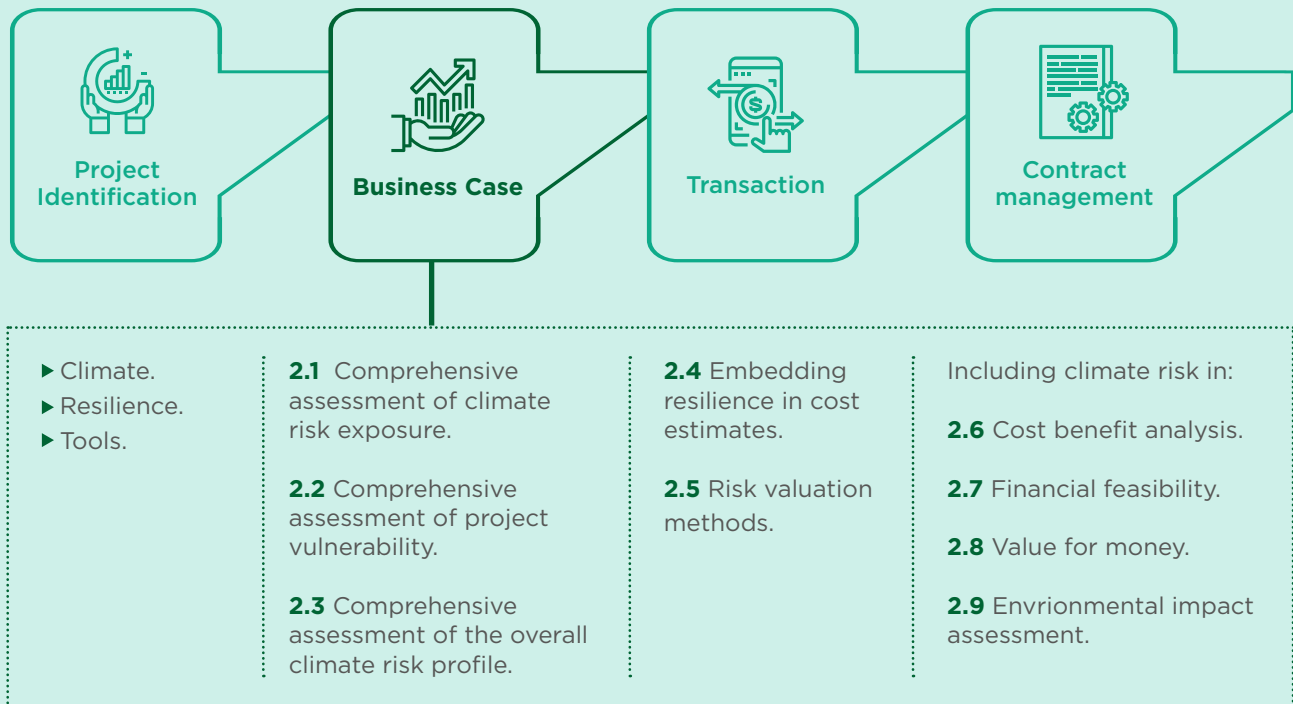 Project
Identification
Business Case
Transaction
Contract
management
▶ Climate.
▶ Resilience.
▶ Tools.
2.1 Comprehensive
assessment of climate
risk exposure.
2.2 Comprehensive
assessment of project
vulnerability.
2.3 Comprehensive
assessment of the overall
climate risk profile.
2.4 Embedding
resilience in cost
estimates.
2.5 Risk valuation
methods.
Including climate risk in:
2.6 Cost benefit analysis.
2.7 Financial feasibility.
2.8 Value for money.
2.9 Envrionmental impact
assessment.